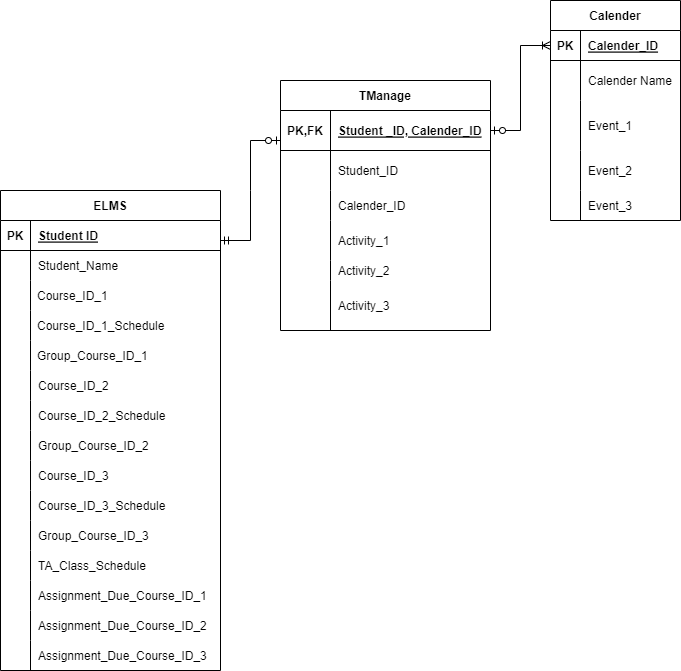 Calender
PK Calender_ID
Calender Name
Event_1
Event_2
Event_3
TManage
PK,FK Student _ID, Calender_ID
Student_ID
Calender_ID
Activity_1
Activity_2
Activity_3
ELMS
PK Student ID
Student_Name
Course_ID_1
Course_ID_1_Schedule
Group_Course_ID_1
Course_ID_2
Course_ID_2_Schedule
Group_Course_ID_2
Course_ID_3
Course_ID_3_Schedule
Group_Course_ID_3
TA_Class_Schedule
Assignment_Due_Course_ID_1
Assignment_Due_Course_ID_2
Assignment_Due_Course_ID_3